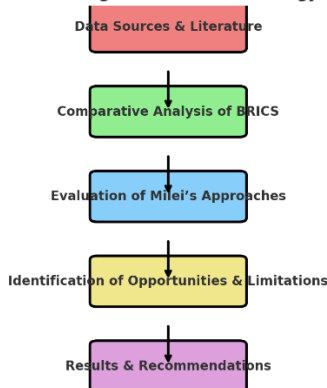 Data Sources & Literature
Comparative Analysis of BRICS
Evaluation of Milei’s Approaches
Identification of Opportunities & Limitations
Results & Recommendations